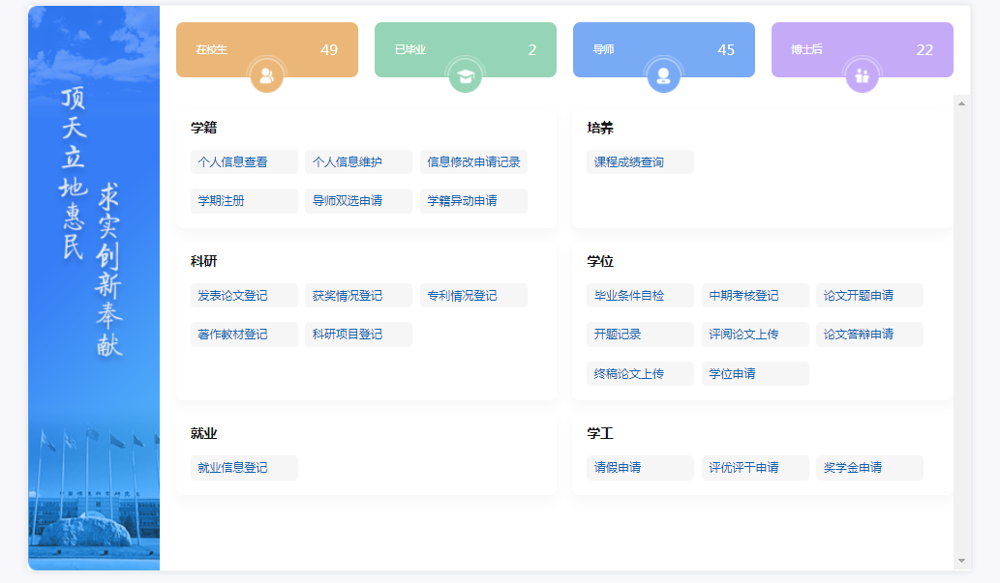 顶天立地惠民
求实创新奉献
在校生 49
已毕业 2
导师 45
博士后 22
学籍
个人信息查看 个人信息维护 信息修改申请记录
学期注册 导师双选申请 学籍异动申请
培养
课程成绩查询
科研
发表论文登记 获奖情况登记 专利情况登记
著作教材登记 科研项目登记
学位
毕业条件自检 中期考核登记 论文开题申请
开题记录 评阅论文上传 论文答辩申请
终稿论文上传 学位申请
就业
就业信息登记
学工
请假申请 评优评干申请 奖学金申请